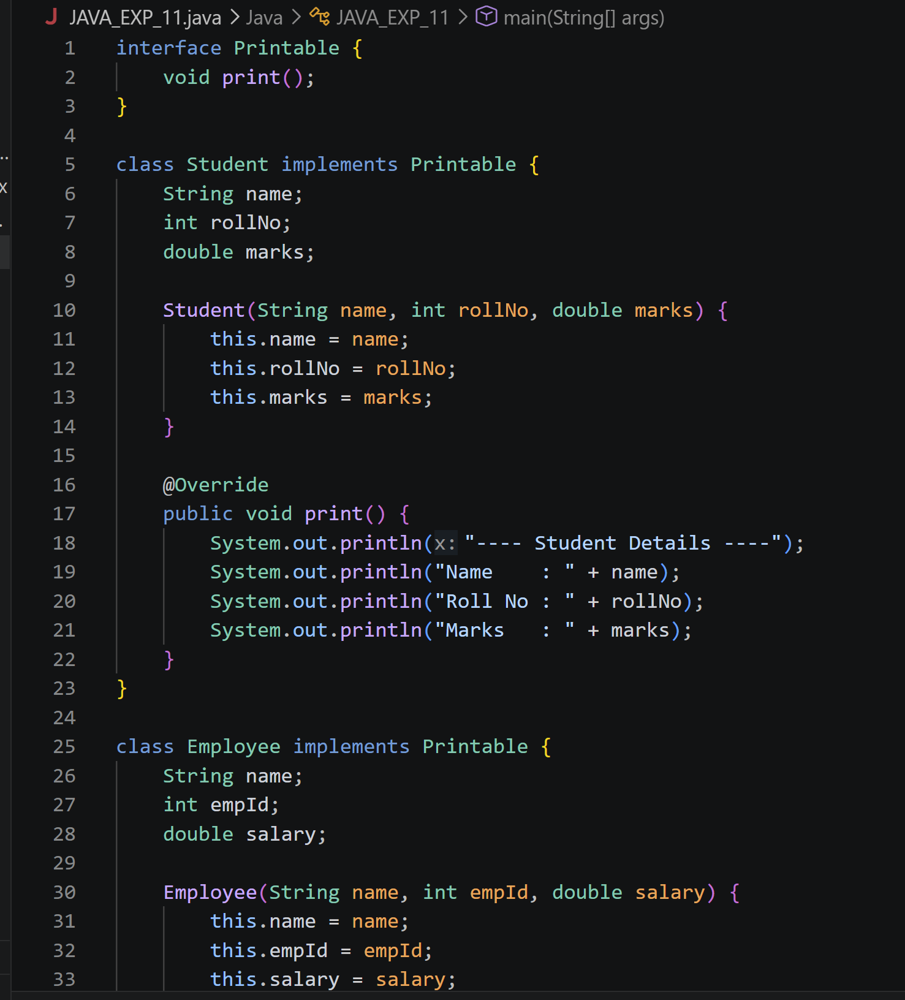 JAVA_EXP_11.java > Java > JAVA_EXP_11 > main(String[] args)
1 interface Printable {
2     void print();
3 }
4
5 class Student implements Printable {
6     String name;
7     int rollNo;
8     double marks;
9
10     Student(String name, int rollNo, double marks) {
11         this.name = name;
12         this.rollNo = rollNo;
13         this.marks = marks;
14     }
15
16     @Override
17     public void print() {
18         System.out.println(x: "---- Student Details ----");
19         System.out.println("Name    : " + name);
20         System.out.println("Roll No : " + rollNo);
21         System.out.println("Marks   : " + marks);
22     }
23 }
24
25 class Employee implements Printable {
26     String name;
27     int empId;
28     double salary;
29
30     Employee(String name, int empId, double salary) {
31         this.name = name;
32         this.empId = empId;
33         this.salary = salary;